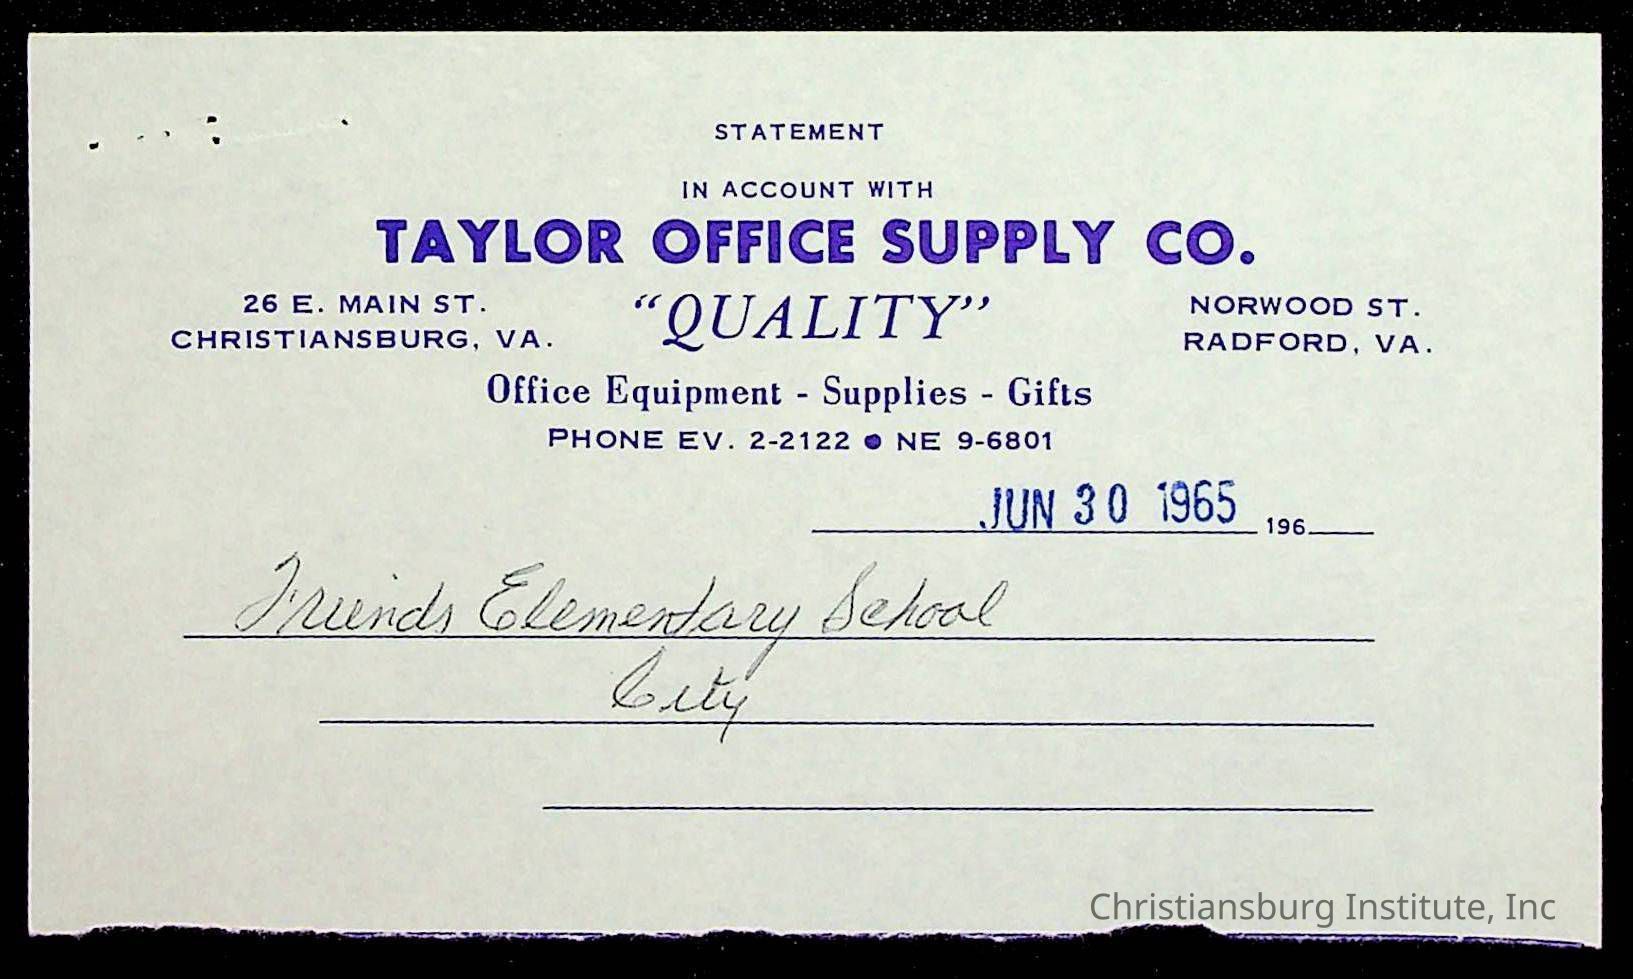 STATEMENT
IN ACCOUNT WITH
TAYLOR OFFICE SUPPLY CO.
26 E. MAIN ST.
CHRISTIANSBURG, VA.
"QUALITY"
NORWOOD ST.
RADFORD, VA.
Office Equipment - Supplies - Gifts
PHONE EV. 2-2122 ● NE 9-6801
JUN 30 1965 196
Friends Elementary School
City
Christiansburg Institute, Inc